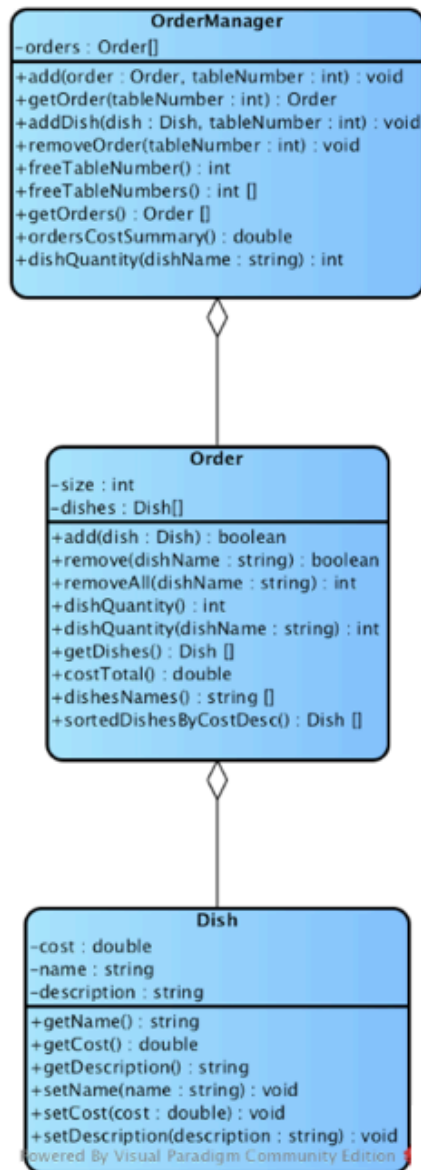 OrderManager
-orders : Order[]
+add(order : Order, tableNumber : int) : void
+getOrder(tableNumber : int) : Order
+addDish(dish : Dish, tableNumber : int) : void
+removeOrder(tableNumber : int) : void
+freeTableNumber() : int
+freeTableNumbers() : int []
+getOrders() : Order []
+ordersCostSummary() : double
+dishQuantity(dishName : string) : int
Order
-size : int
-dishes : Dish[]
+add(dish : Dish) : boolean
+remove(dishName : string) : boolean
+removeAll(dishName : string) : int
+dishQuantity() : int
+dishQuantity(dishName : string) : int
+getDishes() : Dish []
+costTotal() : double
+dishesNames() : string []
+sortedDishesByCostDesc() : Dish []
Dish
-cost : double
-name : string
-description : string
+getName() : string
+getCost() : double
+getDescription() : string
+setName(name : string) : void
+setCost(cost : double) : void
+setDescription(description : string) : void
Powered By Visual Paradigm Community Edition